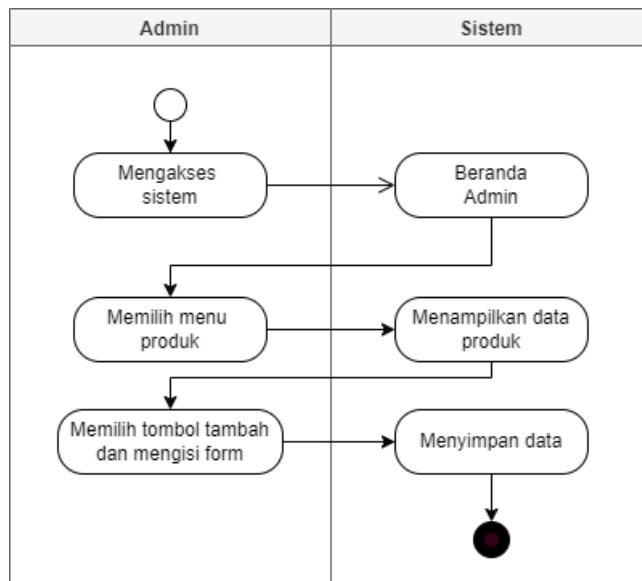 Admin
Sistem
Mengakses
sistem
Beranda
Admin
Memilih menu
produk
Menampilkan data
produk
Memilih tombol tambah
dan mengisi form
Menyimpan data